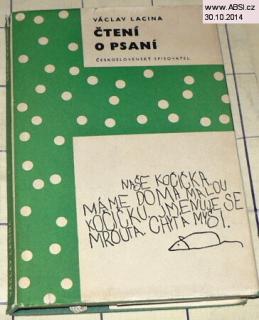 www.ABSI.cz
30.10.2014
VÁCLAV LACINA
ČTENÍ
O PSANÍ
ČESKOSLOVENSKÝ SPISOVATEL
NAŠE KOČIČKA
MÁME DOMA MALOU
KOČIČKU. JMENUJE SE
MROUFA. CHYTÁ MYŠI.